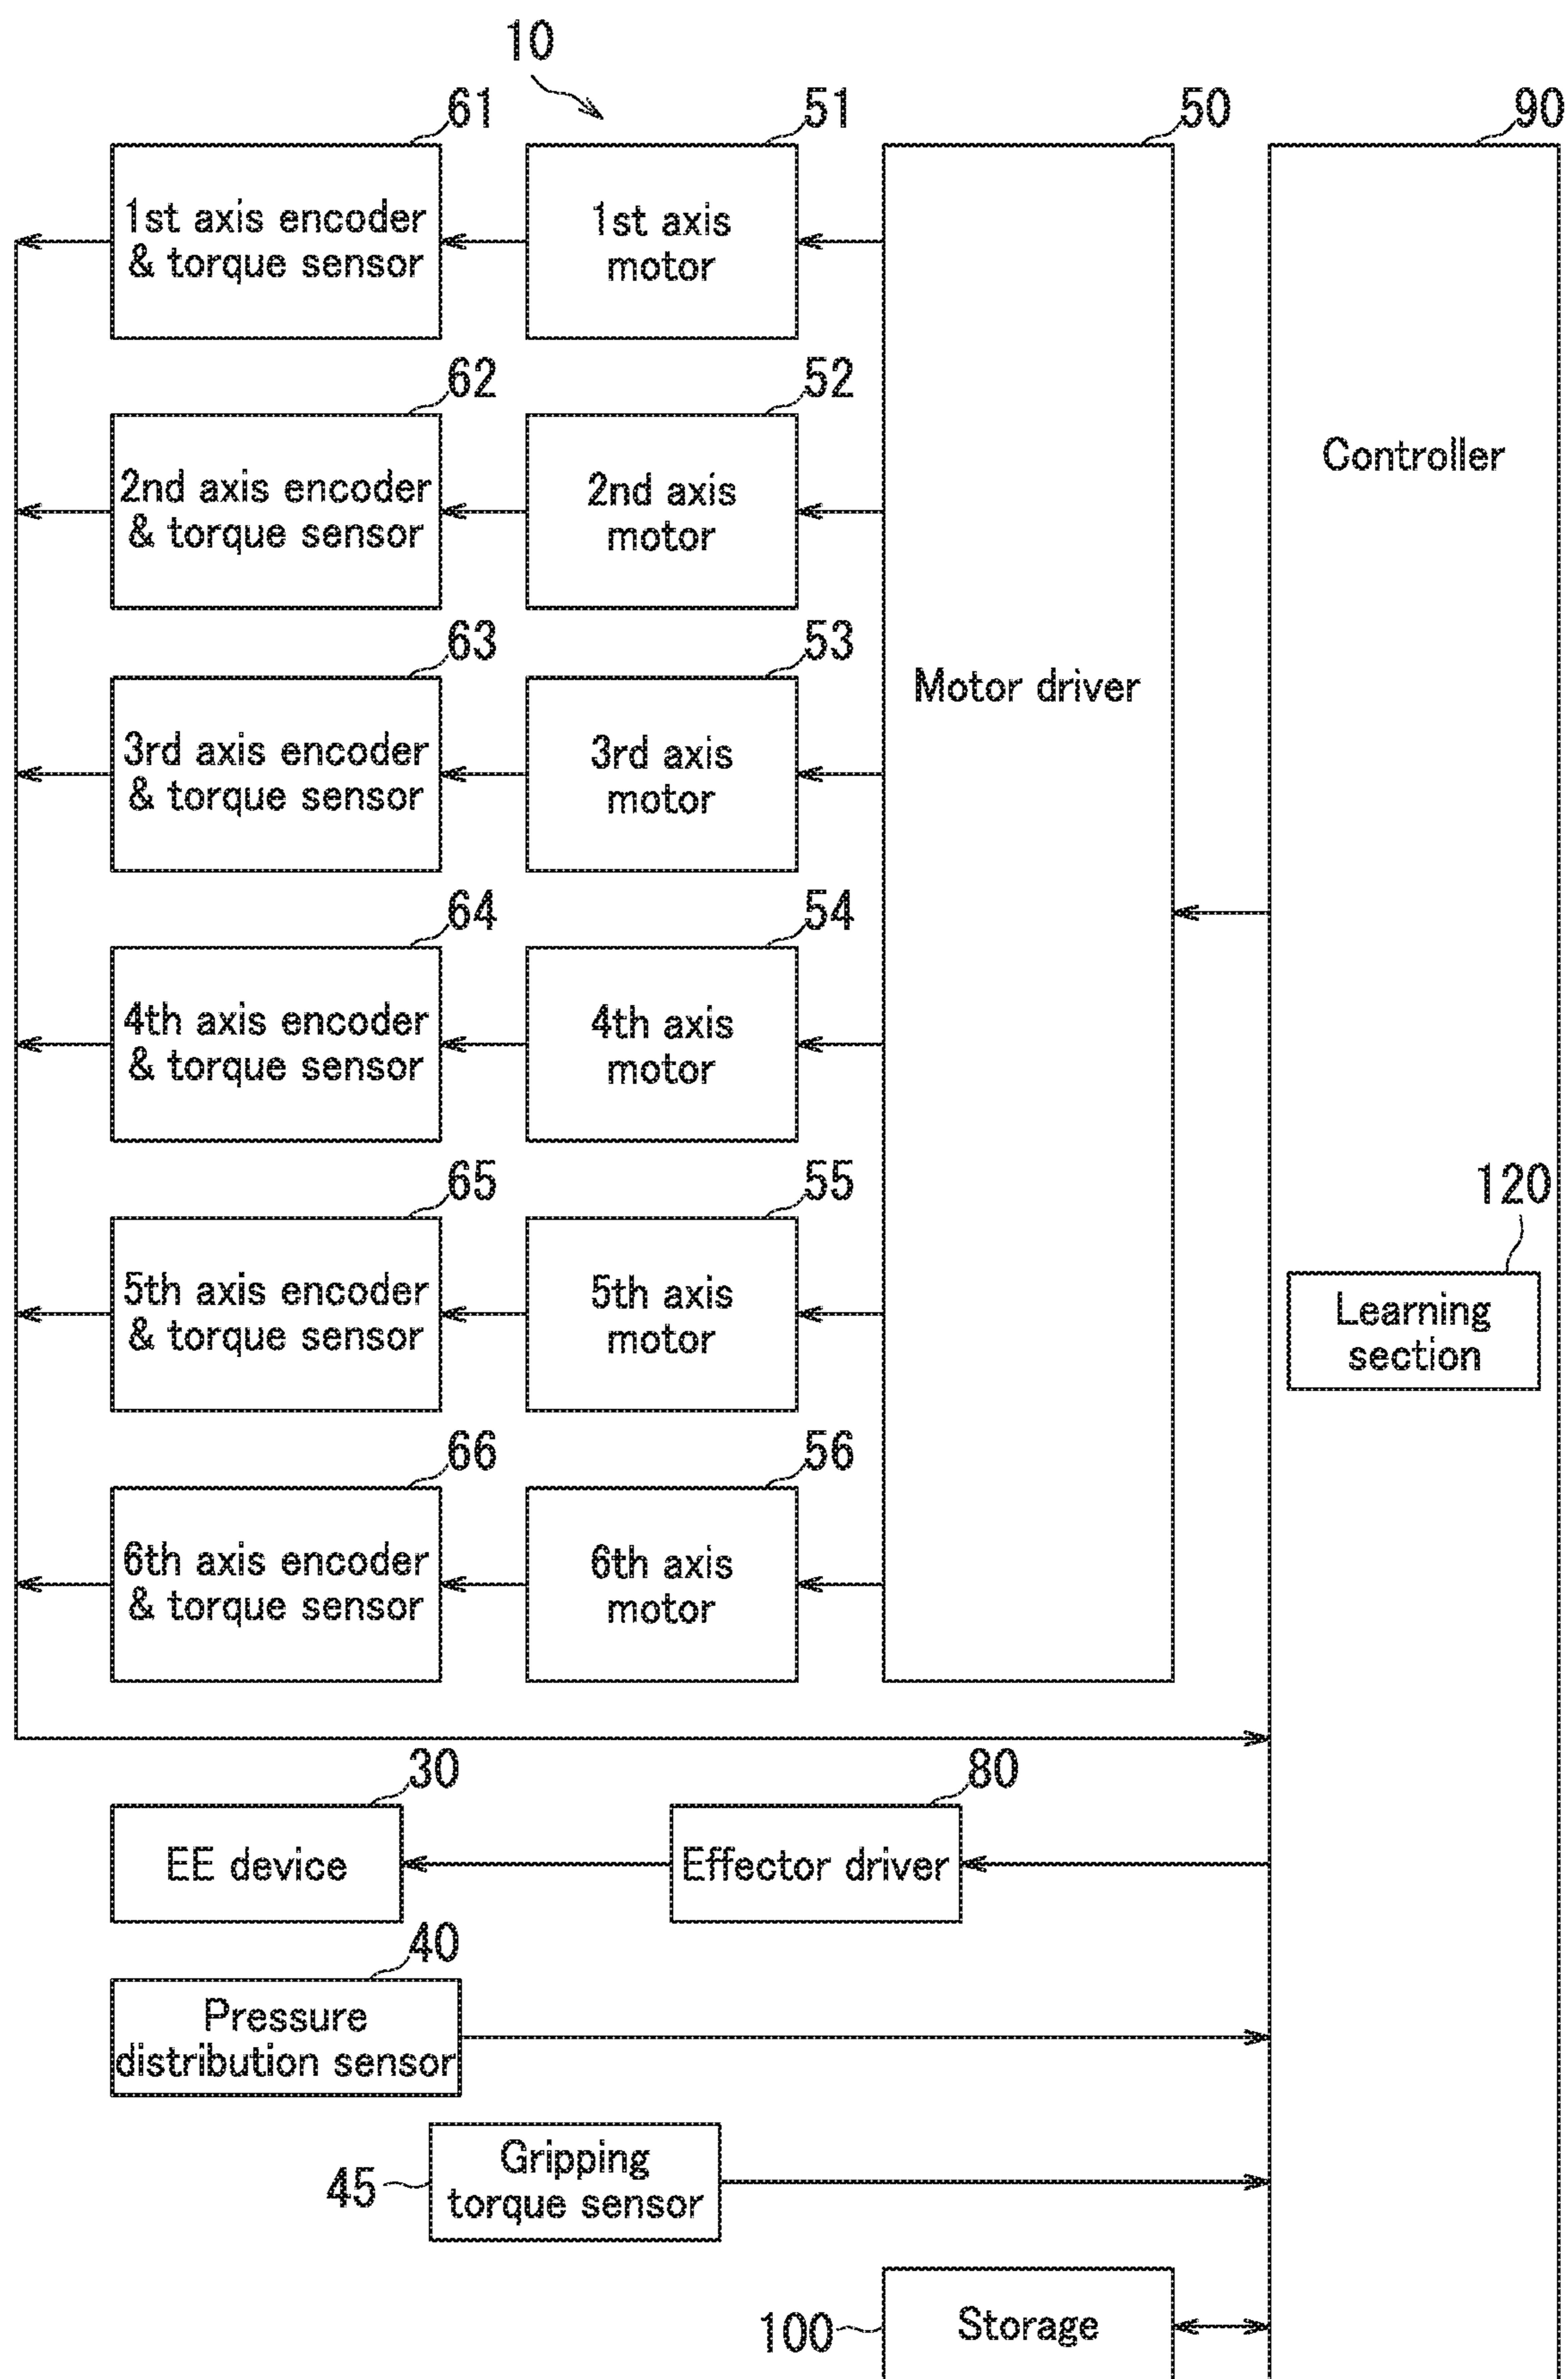 10
61
51
50
90
1st axis encoder
& torque sensor
1st axis
motor
62
52
2nd axis encoder
& torque sensor
2nd axis
motor
Controller
63
53
3rd axis encoder
& torque sensor
3rd axis
motor
Motor driver
64
54
4th axis encoder
& torque sensor
4th axis
motor
65
55
120
5th axis encoder
& torque sensor
5th axis
motor
Learning
section
66
56
6th axis encoder
& torque sensor
6th axis
motor
30
80
EE device
Effector driver
40
Pressure
distribution sensor
45
Gripping
torque sensor
100
Storage